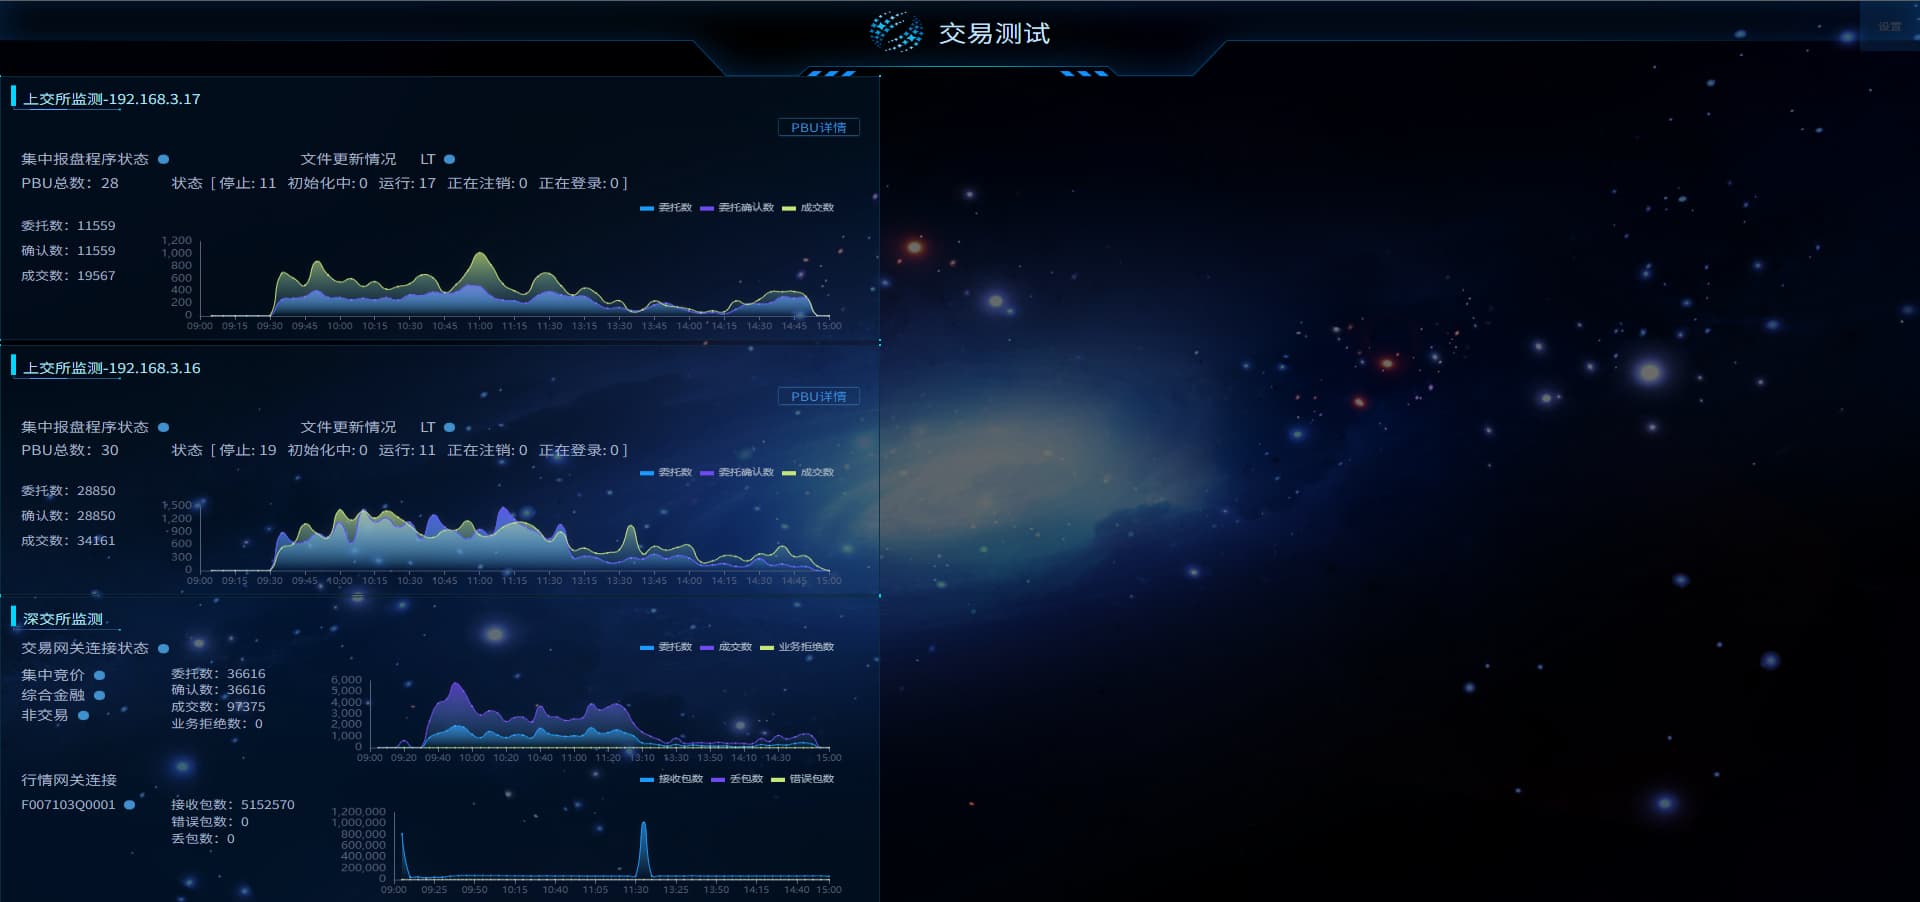 交易测试
设置
上交所监测-192.168.3.17
PBU详情
集中报盘程序状态 文件更新情况 LT
PBU总数: 28 状态 [ 停止: 11 初始化中: 0 运行: 17 正在注销: 0 正在登录: 0 ]
委托数 委托确认数 成交数
委托数: 11559
确认数: 11559
成交数: 19567
1,200
1,000
800
600
400
200
0
09:00 09:15 09:30 09:45 10:00 10:15 10:30 10:45 11:00 11:15 11:30 13:15 13:30 13:45 14:00 14:15 14:30 14:45 15:00
上交所监测-192.168.3.16
PBU详情
集中报盘程序状态 文件更新情况 LT
PBU总数: 30 状态 [ 停止: 19 初始化中: 0 运行: 11 正在注销: 0 正在登录: 0 ]
委托数 委托确认数 成交数
委托数: 28850
确认数: 28850
成交数: 34161
1,500
1,200
900
600
300
0
09:00 09:15 09:30 09:45 10:00 10:15 10:30 10:45 11:00 11:15 11:30 13:15 13:30 13:45 14:00 14:15 14:30 14:45 15:00
深交所监测
交易网关连接状态
委托数 成交数 业务拒绝数
集中竞价
综合金融
非交易
委托数: 36616
确认数: 36616
成交数: 97375
业务拒绝数: 0
6,000
5,000
4,000
3,000
2,000
1,000
0
09:00 09:20 09:40 10:00 10:20 10:40 11:00 11:20 13:10 13:30 13:50 14:10 14:30 15:00
行情网关连接
接收包数 丢包数 错误包数
F007103Q0001
接收包数: 5152570
错误包数: 0
丢包数: 0
1,200,000
1,000,000
800,000
600,000
400,000
200,000
0
09:00 09:25 09:50 10:15 10:40 11:05 11:30 13:25 13:50 14:15 14:40 15:00